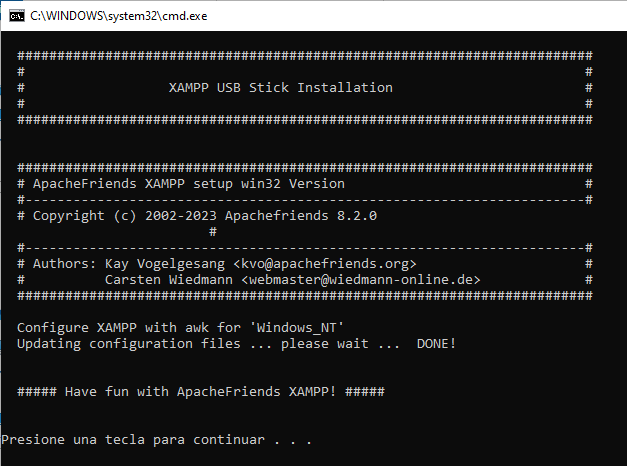 C:\WINDOWS\system32\cmd.exe
########################################################################
#                                                                      #
#                  XAMPP USB Stick Installation                        #
#                                                                      #
########################################################################
########################################################################
# ApacheFriends XAMPP setup win32 Version                              #
#----------------------------------------------------------------------#
# Copyright (c) 2002-2023 Apachefriends 8.2.0
                        #
#----------------------------------------------------------------------#
# Authors: Kay Vogelgesang <kvo@apachefriends.org>                     #
#          Carsten Wiedmann <webmaster@wiedmann-online.de>             #
########################################################################
Configure XAMPP with awk for 'Windows_NT'
Updating configuration files ... please wait ...  DONE!
##### Have fun with ApacheFriends XAMPP! #####
Presione una tecla para continuar . . .